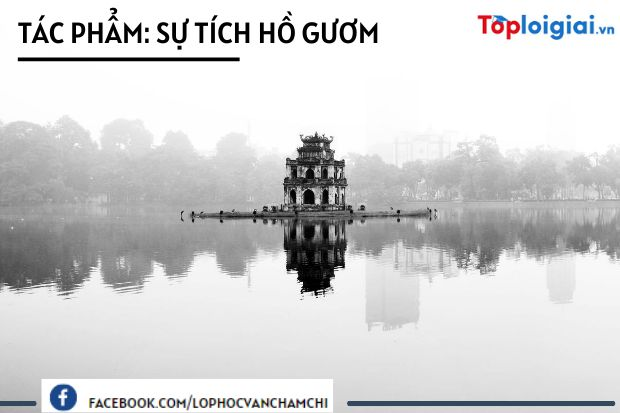 TÁC PHẨM: SỰ TÍCH HỒ GƯƠM
Toploigiai.vn
FACEBOOK.COM/LOPHOCVANCHAMCHI